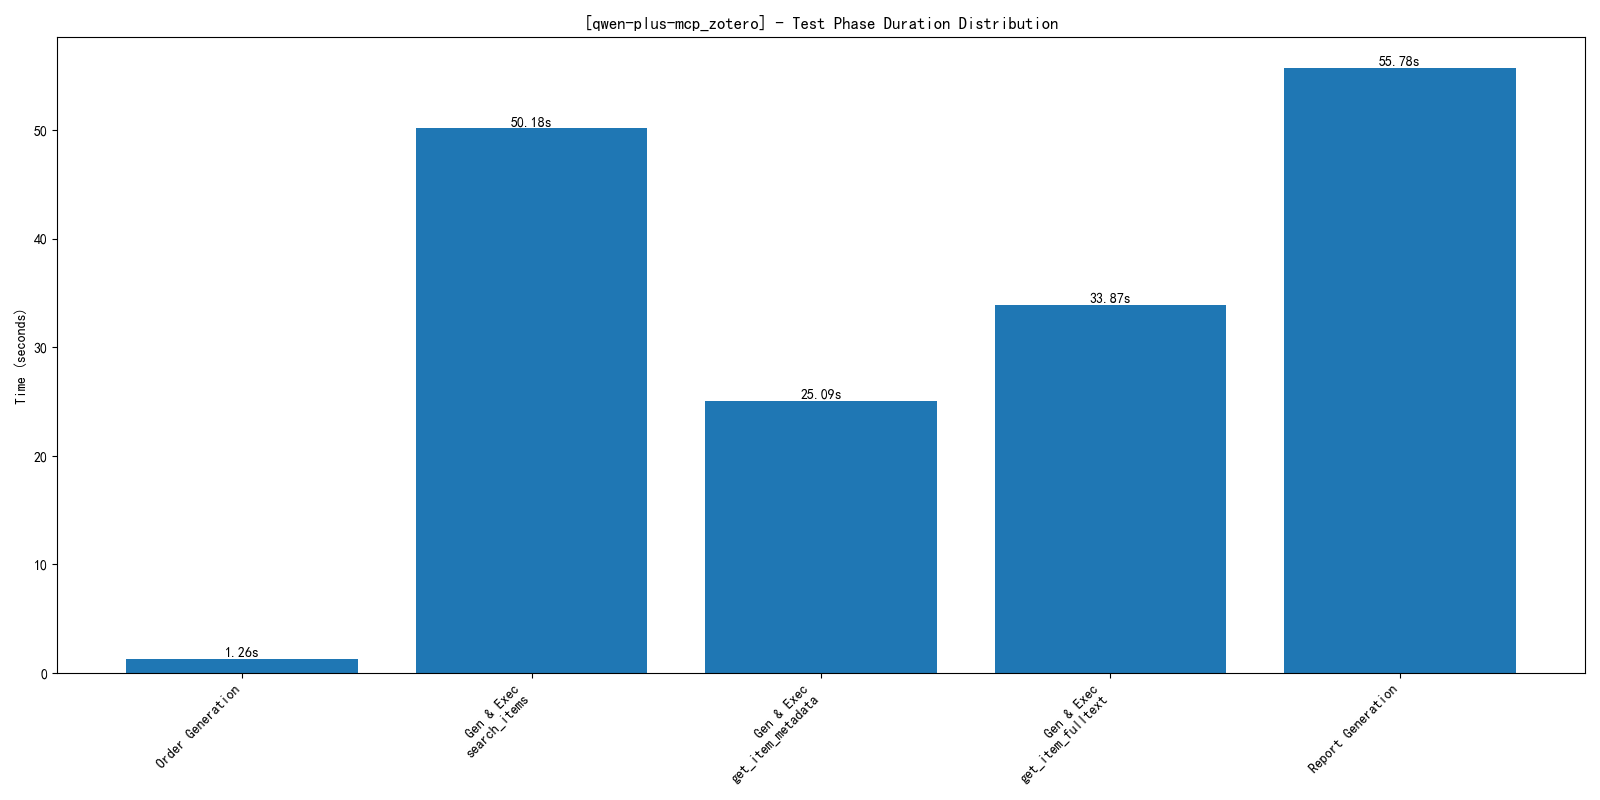 [qwen-plus-mcp_zotero] - Test Phase Duration Distribution
55.78s
50.18s
33.87s
25.09s
1.26s
Time (seconds)
50
40
30
20
10
0
Order Generation
Gen & Exec
search_items
Gen & Exec
get_item_metadata
Gen & Exec
get_item_fulltext
Report Generation